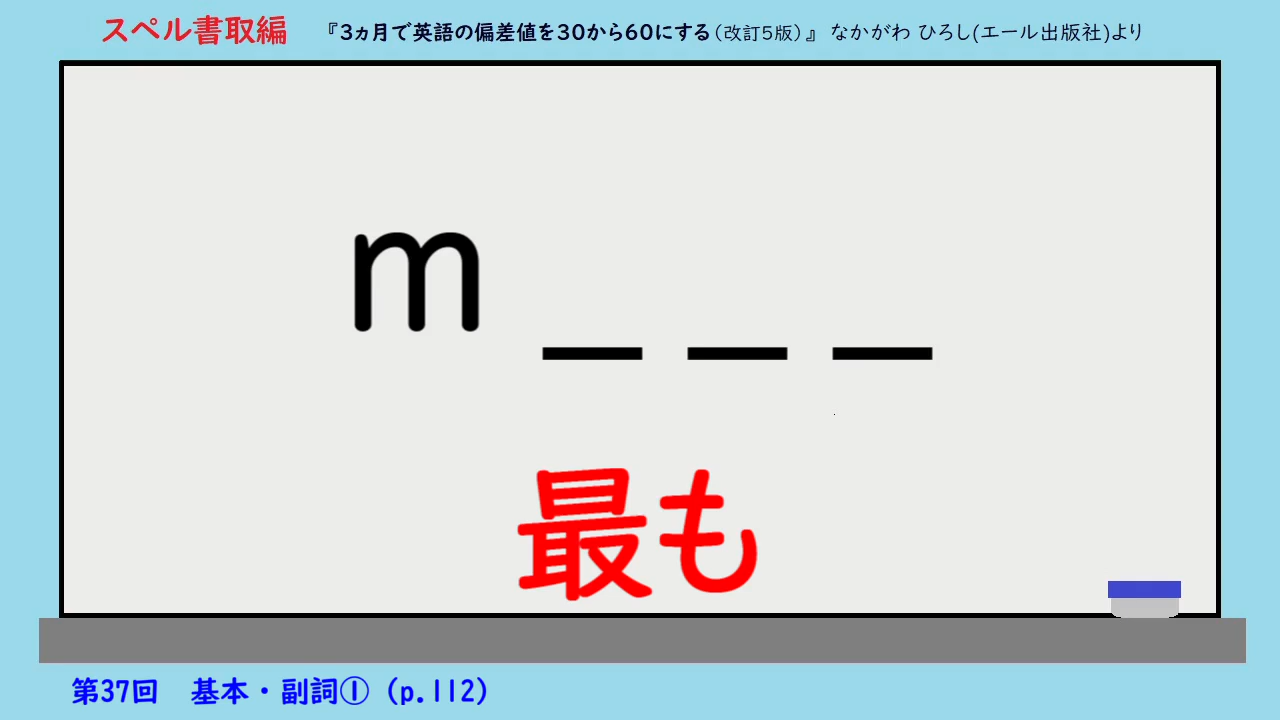 スペル書取編 『3ヵ月で英語の偏差値を30から60にする(改訂5版)』 なかがわ ひろし(エール出版社)より
m _ _ _
最も
第37回 基本・副詞① (p.112)